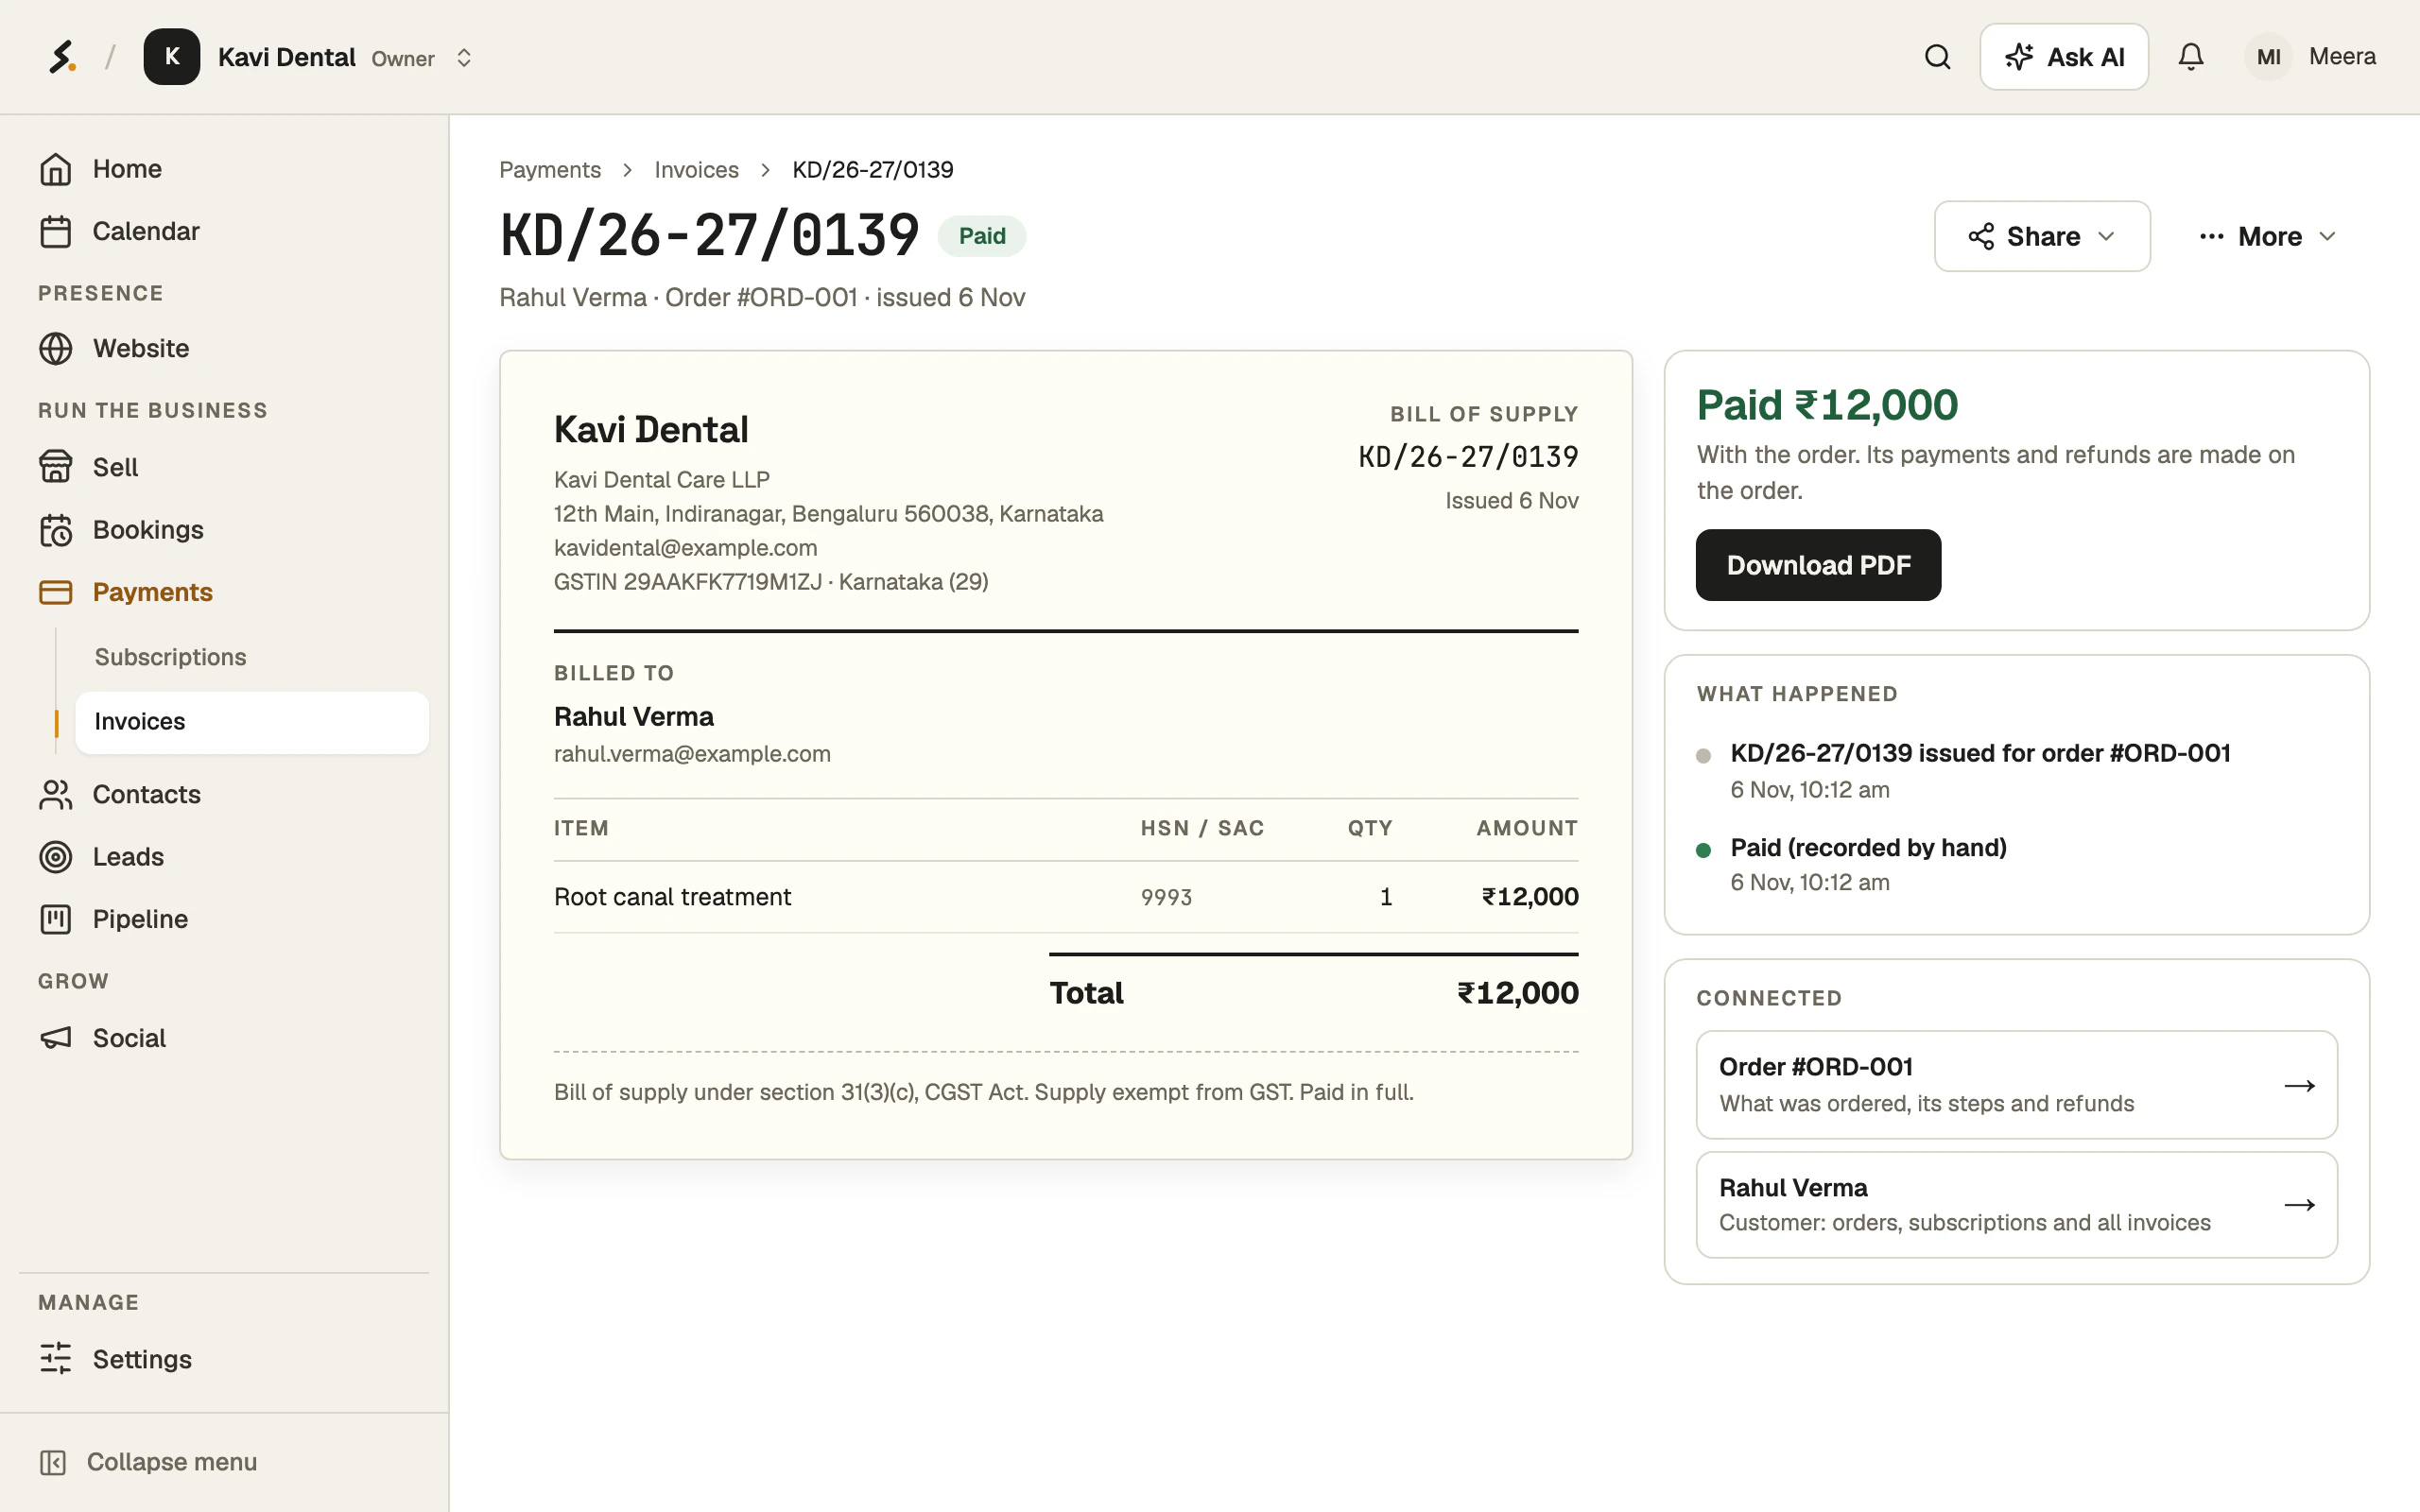 / K Kavi Dental Owner
Ask AI
MI Meera
Home
Calendar
PRESENCE
Website
RUN THE BUSINESS
Sell
Bookings
Payments
Subscriptions
Invoices
Contacts
Leads
Pipeline
GROW
Social
MANAGE
Settings
Collapse menu
Payments > Invoices > KD/26-27/0139
KD/26-27/0139 Paid
Rahul Verma · Order #ORD-001 · issued 6 Nov
Share
··· More
Kavi Dental
Kavi Dental Care LLP
12th Main, Indiranagar, Bengaluru 560038, Karnataka
kavidental@example.com
GSTIN 29AAKFK7719M1ZJ · Karnataka (29)
BILL OF SUPPLY
KD/26-27/0139
Issued 6 Nov
BILLED TO
Rahul Verma
rahul.verma@example.com
ITEM HSN / SAC QTY AMOUNT
Root canal treatment 9993 1 ₹12,000
Total ₹12,000
Bill of supply under section 31(3)(c), CGST Act. Supply exempt from GST. Paid in full.
Paid ₹12,000
With the order. Its payments and refunds are made on
the order.
Download PDF
WHAT HAPPENED
KD/26-27/0139 issued for order #ORD-001
6 Nov, 10:12 am
Paid (recorded by hand)
6 Nov, 10:12 am
CONNECTED
Order #ORD-001
What was ordered, its steps and refunds
Rahul Verma
Customer: orders, subscriptions and all invoices